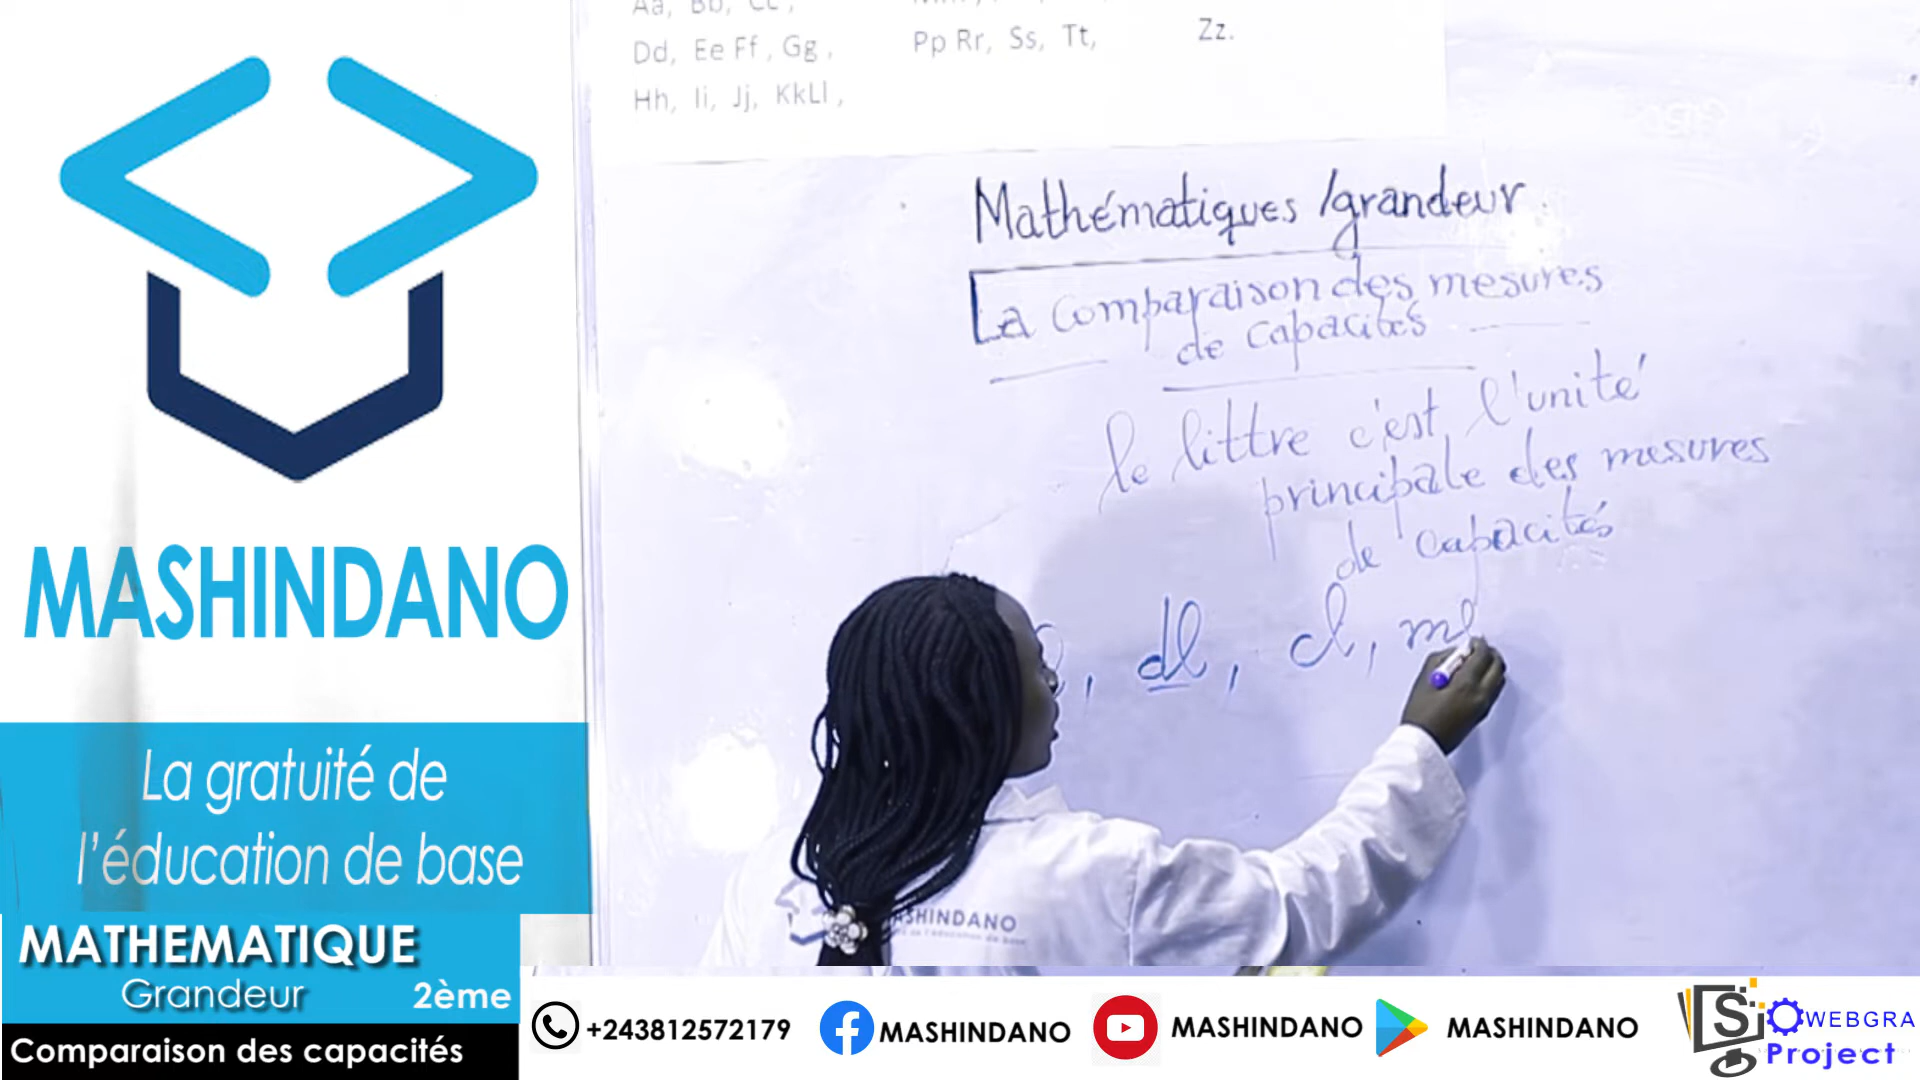 Dd, Ee Ff, Gg,
Hh, Ii, Jj, KkLl,
Pp Rr, Ss, Tt,
Zz.
Mathématiques /grandeur
La comparaison des mesures
de capacités
le littre c'est l'unité
principale des mesures
de capacités
l, dl, cl, ml
MASHINDANO
La gratuité de
l'éducation de base
MATHEMATIQUE
Grandeur 2ème
Comparaison des capacités
MASHINDANO
+243812572179 MASHINDANO MASHINDANO MASHINDANO
WEBGRA
Project